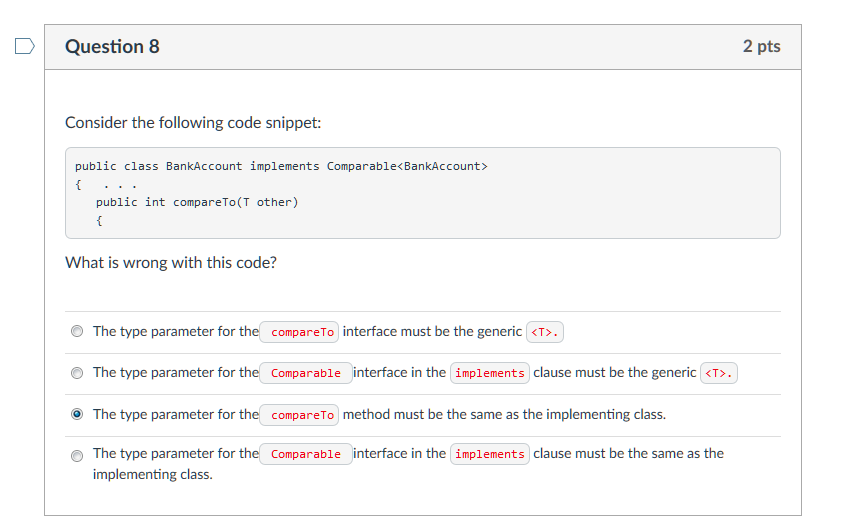 Question 8
2 pts
Consider the following code snippet:
public class BankAccount implements Comparable<BankAccount>
{   . . .
   public int compareTo(T other)
   {
What is wrong with this code?
The type parameter for the compareTo interface must be the generic <T>.
The type parameter for the Comparable interface in the implements clause must be the generic <T>.
The type parameter for the compareTo method must be the same as the implementing class.
The type parameter for the Comparable interface in the implements clause must be the same as the
implementing class.